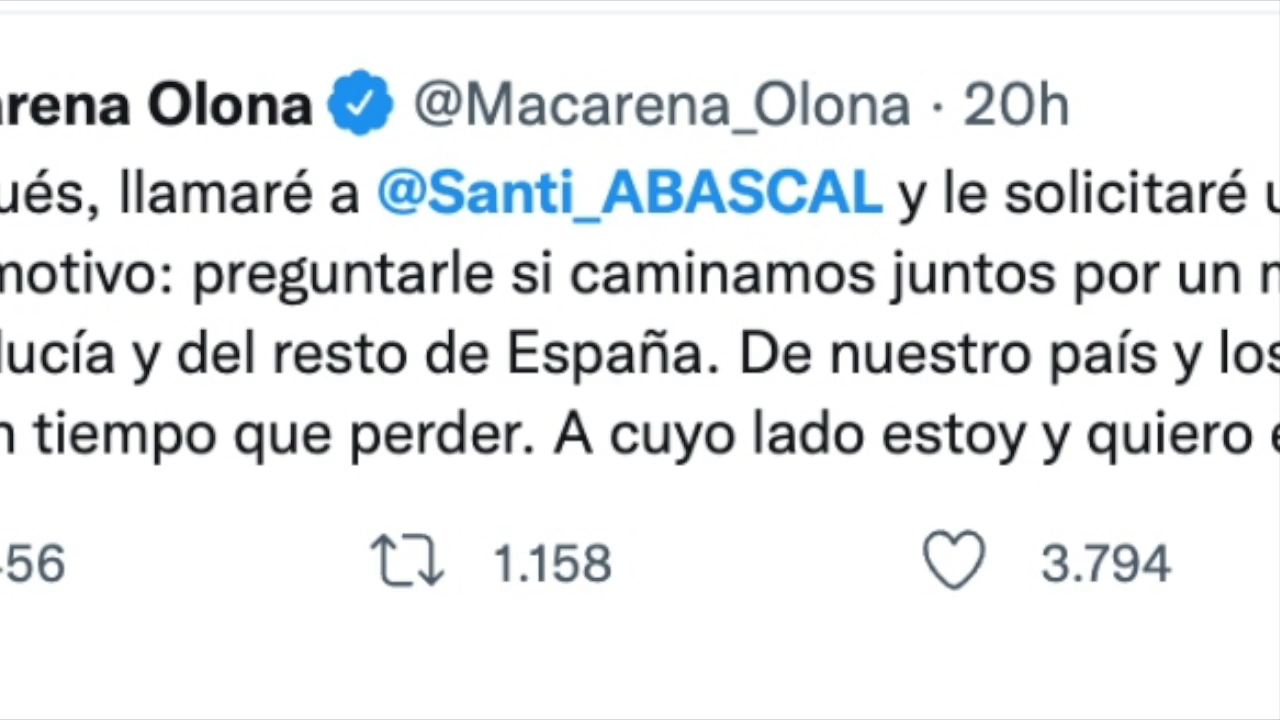 arena Olona @Macarena_Olona · 20h
ués, llamaré a @Santi_ABASCAL y le solicitaré u
motivo: preguntarle si caminamos juntos por un
lucía y del resto de España. De nuestro país y los
tiempo que perder. A cuyo lado estoy y quiero
56 1.158 3.794